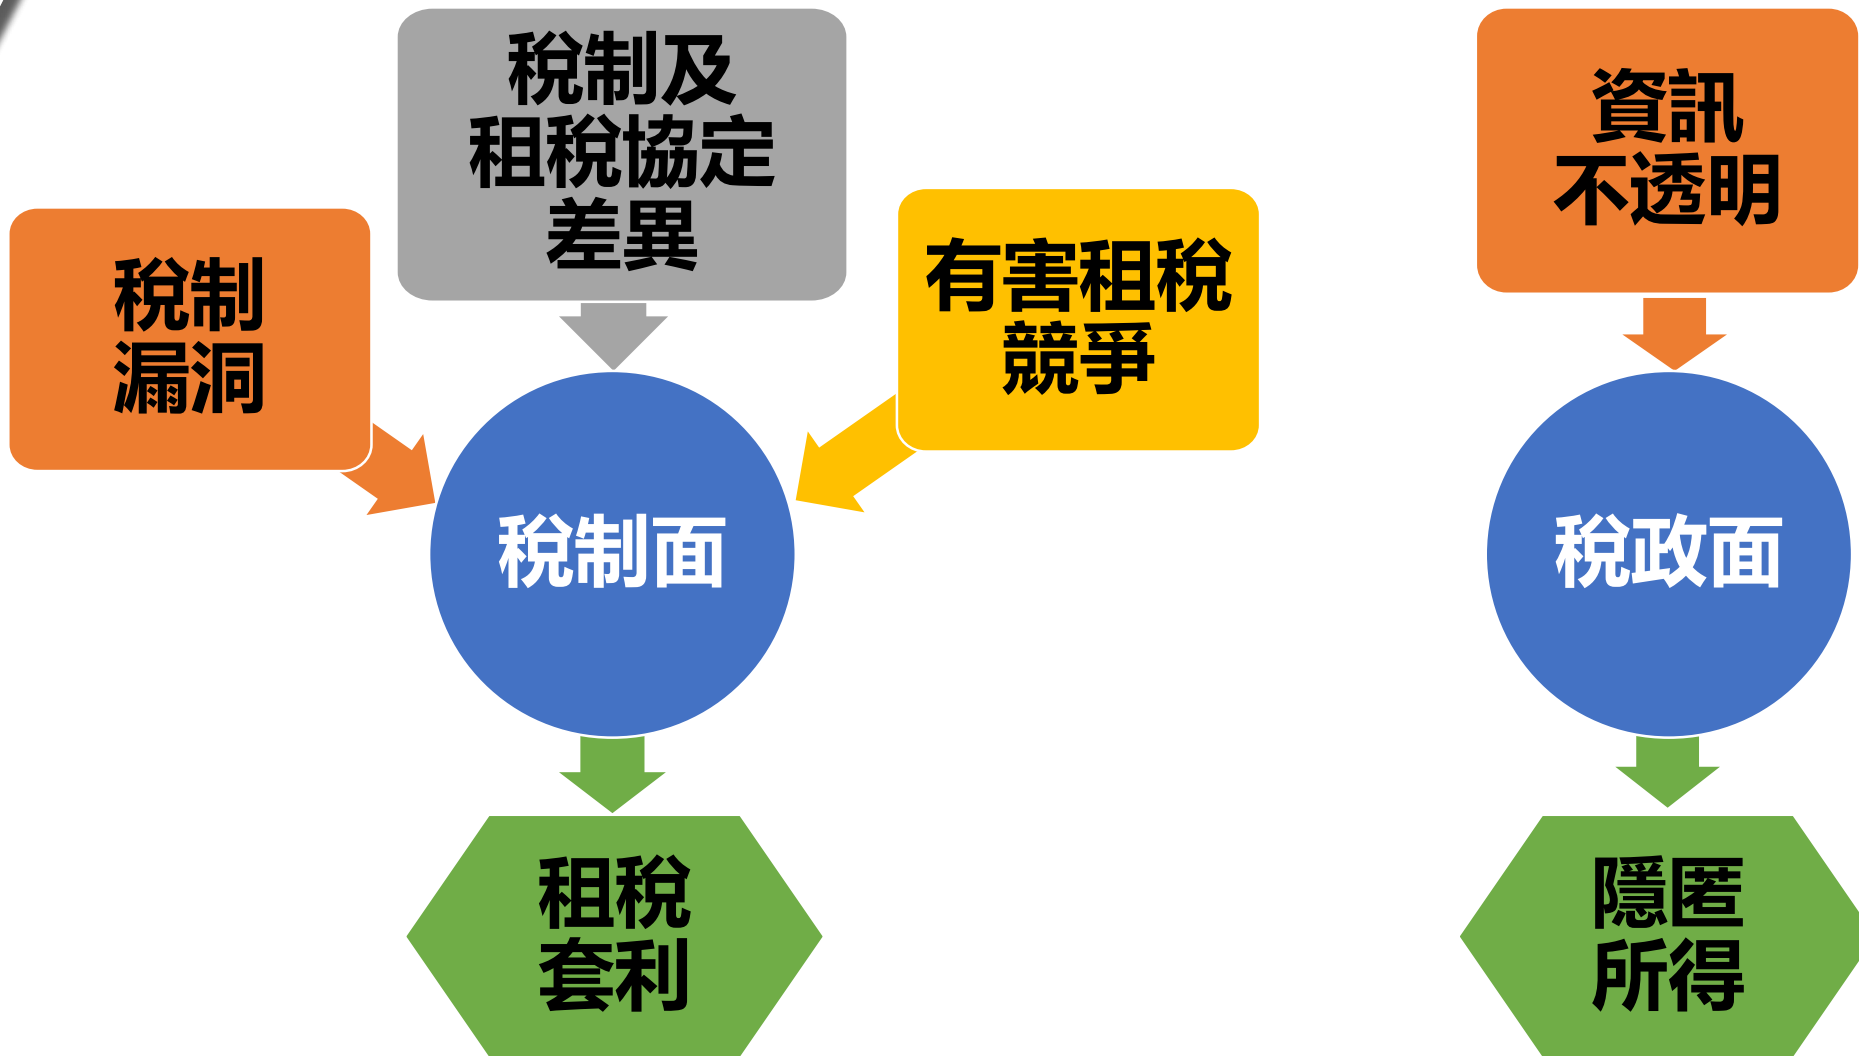 稅制及
租稅協定
差異
稅制
漏洞
有害租稅
競爭
稅制面
租稅
套利
資訊
不透明
稅政面
隱匿
所得